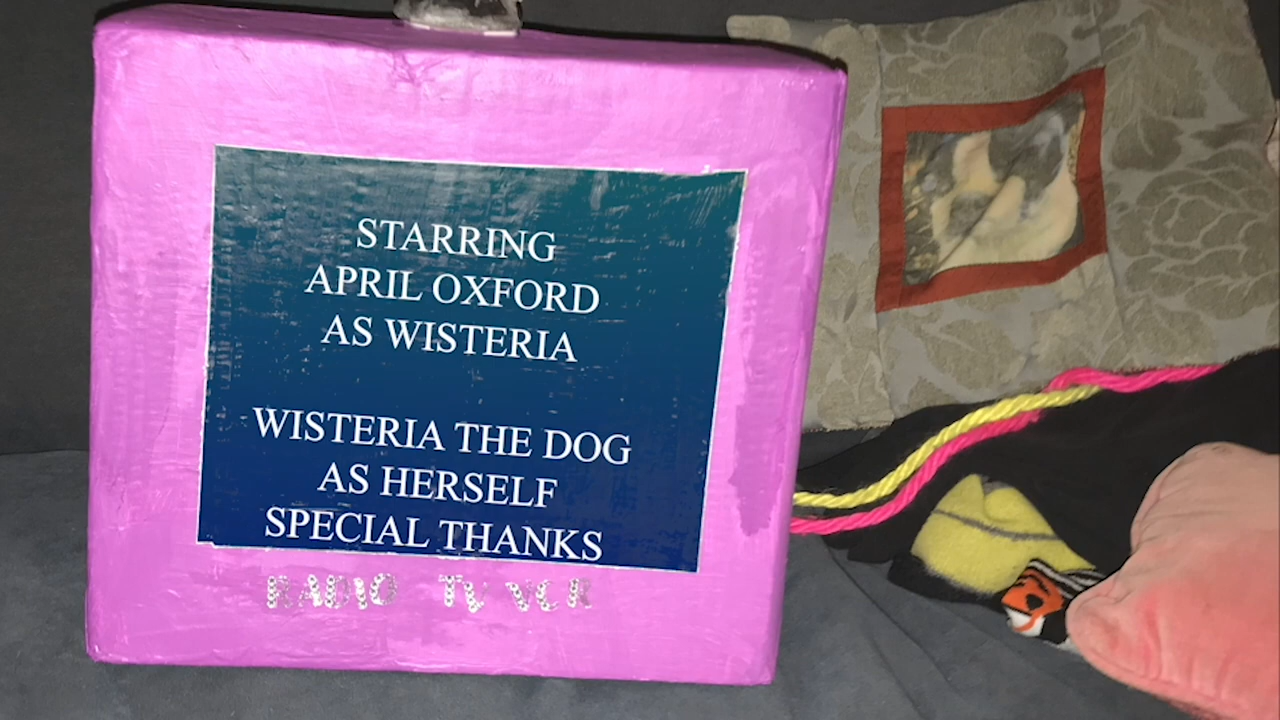 STARRING
APRIL OXFORD
AS WISTERIA
WISTERIA THE DOG
AS HERSELF
SPECIAL THANKS
RADIO TV VCR